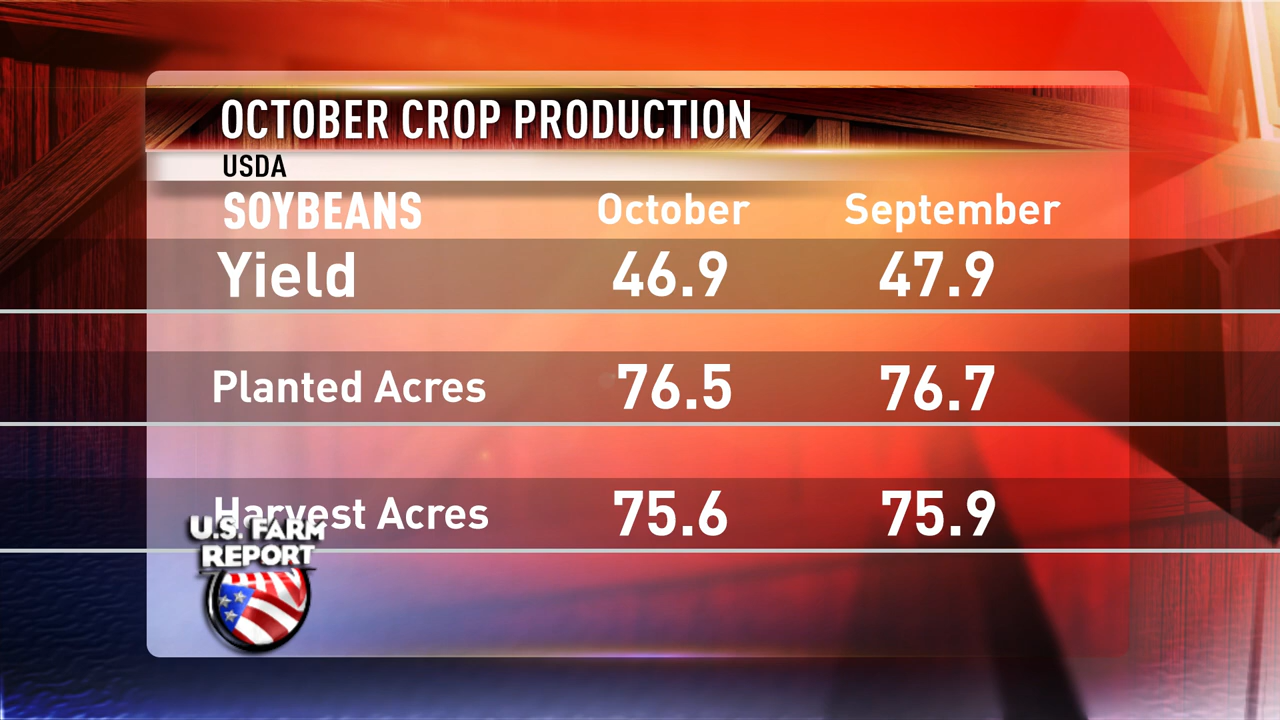 OCTOBER CROP PRODUCTION
USDA
SOYBEANS October September
Yield 46.9 47.9
Planted Acres 76.5 76.7
Harvest Acres 75.6 75.9
U.S. FARM
REPORT